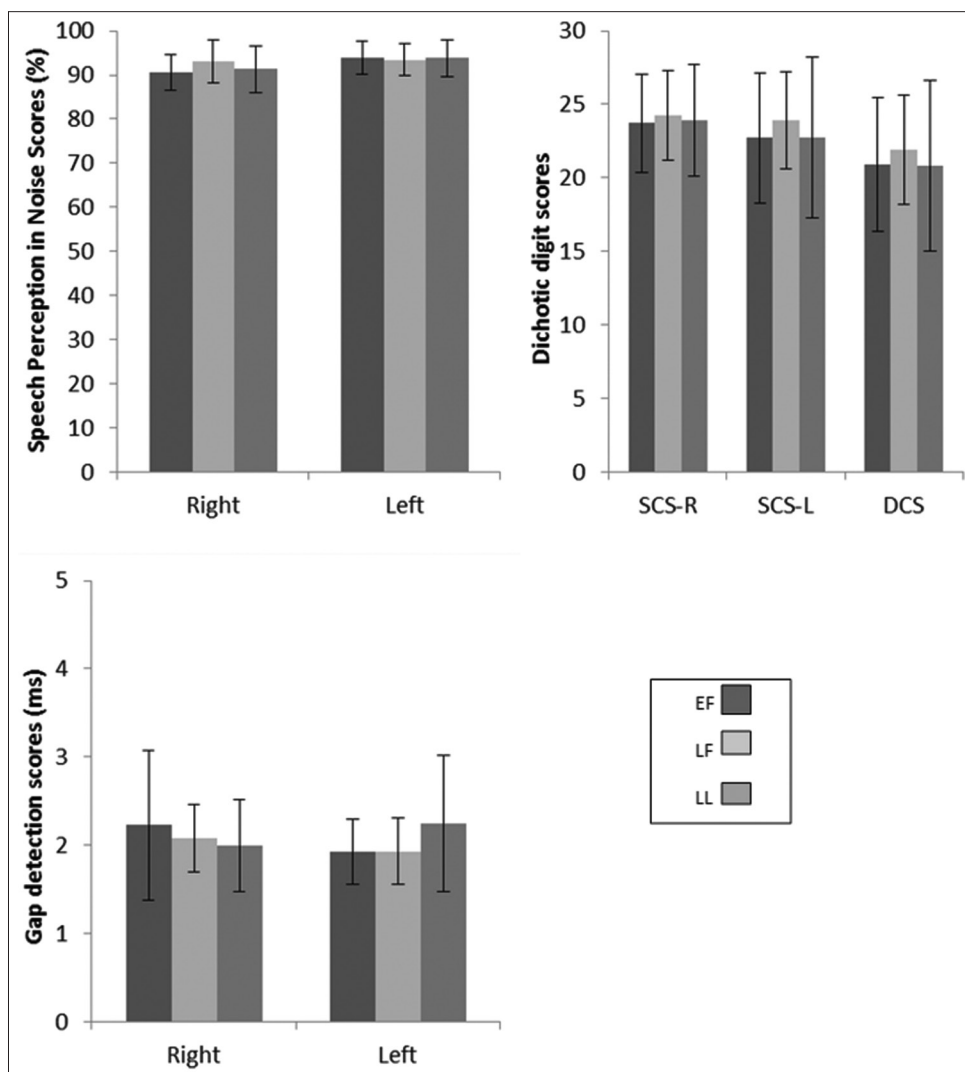 Speech Perception in Noise Scores (%)
100
90
80
70
60
50
40
30
20
10
0
Right Left
Dichotic digit scores
30
25
20
15
10
5
0
SCS-R SCS-L DCS
Gap detection scores (ms)
5
4
3
2
1
0
Right Left
EF
LF
LL